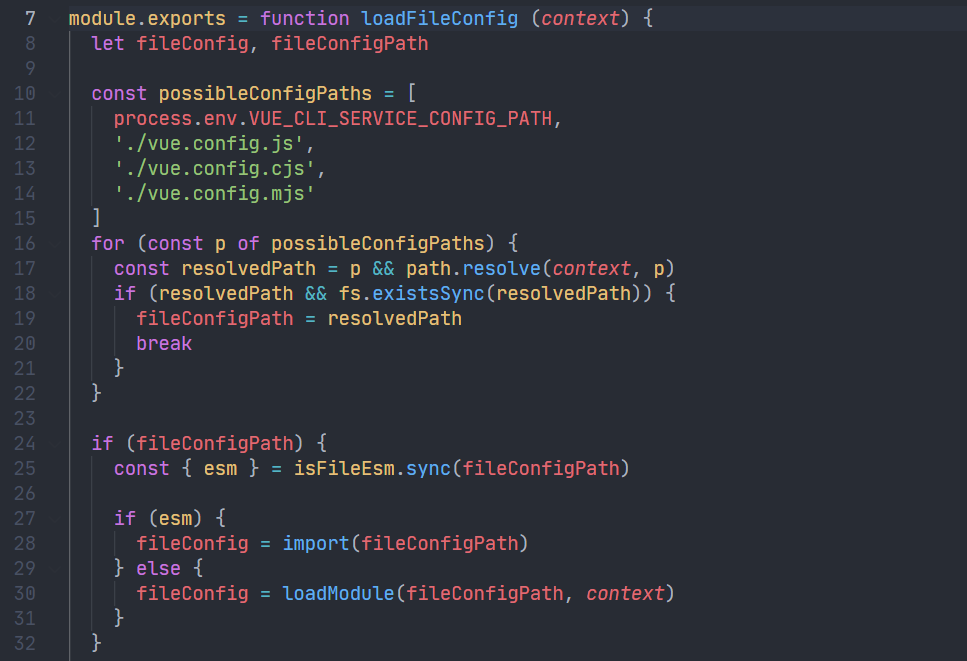 7 module.exports = function loadFileConfig (context) {
8   let fileConfig, fileConfigPath
9
10   const possibleConfigPaths = [
11     process.env.VUE_CLI_SERVICE_CONFIG_PATH,
12     './vue.config.js',
13     './vue.config.cjs',
14     './vue.config.mjs'
15   ]
16   for (const p of possibleConfigPaths) {
17     const resolvedPath = p && path.resolve(context, p)
18     if (resolvedPath && fs.existsSync(resolvedPath)) {
19       fileConfigPath = resolvedPath
20       break
21     }
22   }
23
24   if (fileConfigPath) {
25     const { esm } = isFileEsm.sync(fileConfigPath)
26
27     if (esm) {
28       fileConfig = import(fileConfigPath)
29     } else {
30       fileConfig = loadModule(fileConfigPath, context)
31     }
32   }